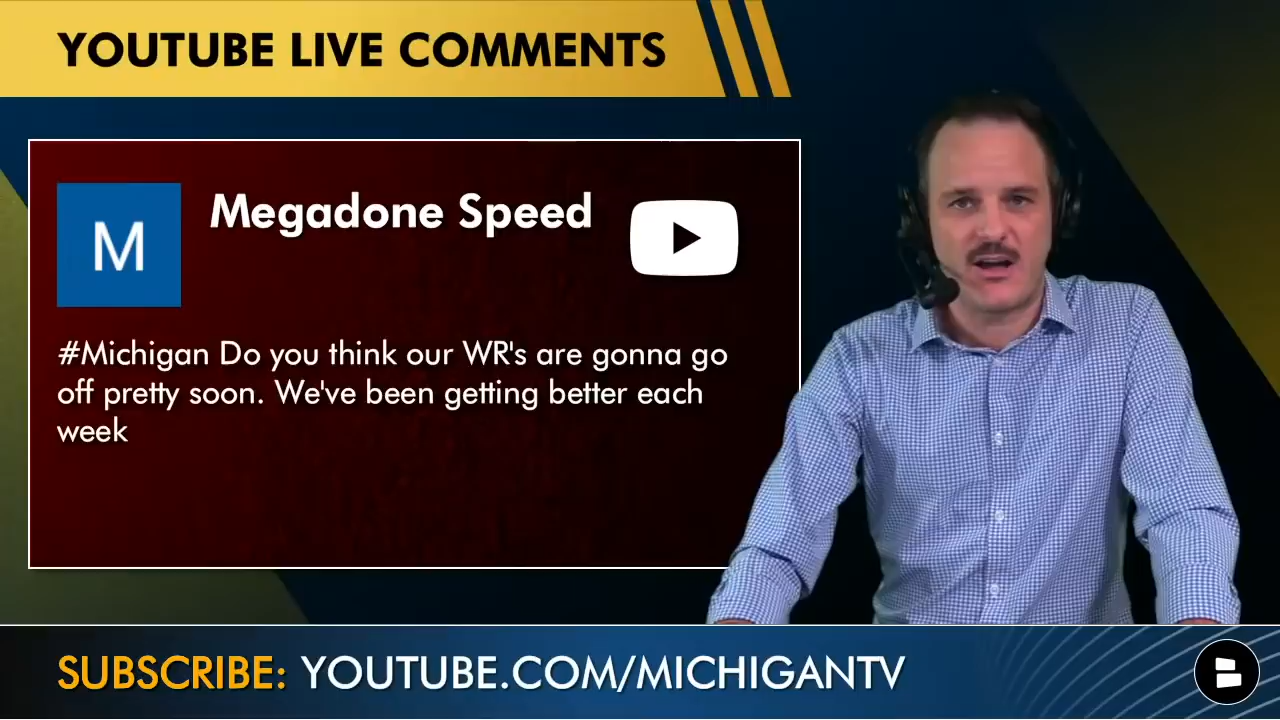 YOUTUBE LIVE COMMENTS
M
Megadone Speed
#Michigan Do you think our WR's are gonna go
off pretty soon. We've been getting better each
week
SUBSCRIBE: YOUTUBE.COM/MICHIGANTV